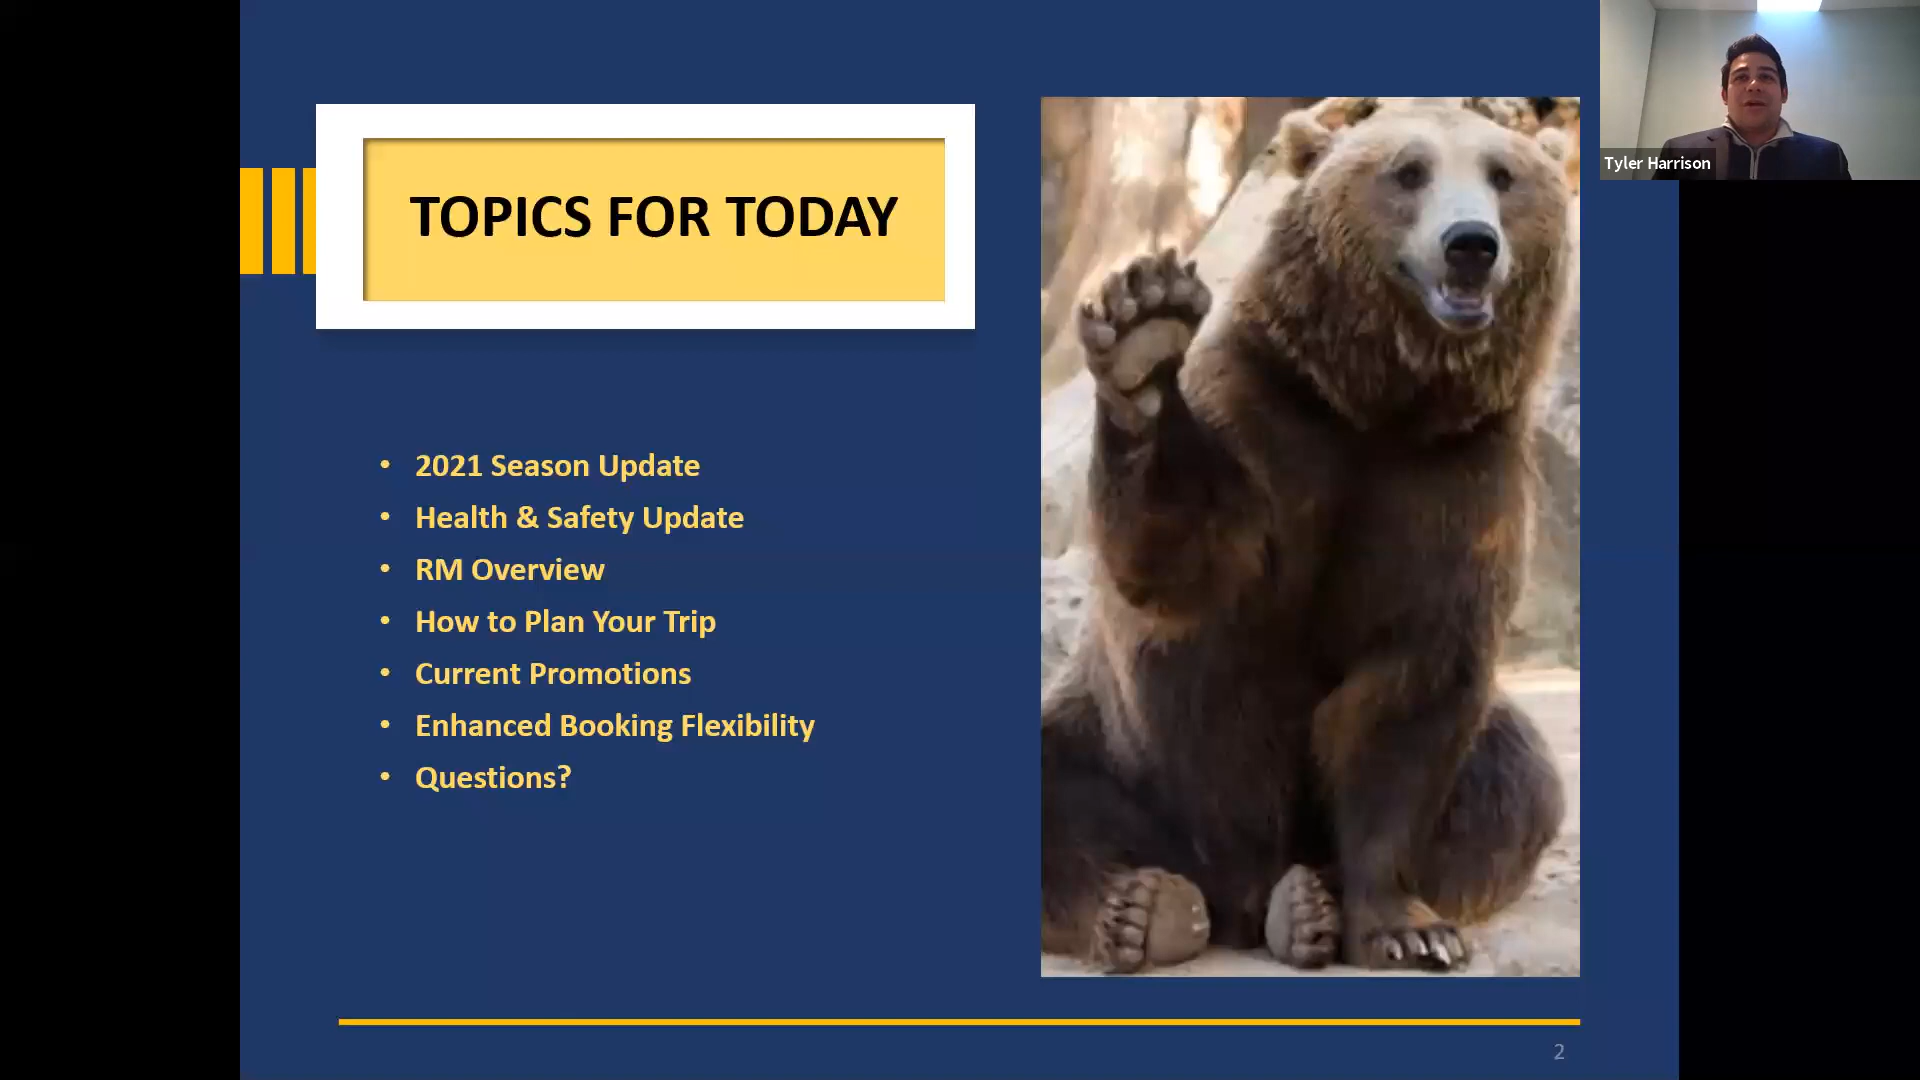 TOPICS FOR TODAY
• 2021 Season Update
• Health & Safety Update
• RM Overview
• How to Plan Your Trip
• Current Promotions
• Enhanced Booking Flexibility
• Questions?
Tyler Harrison
2